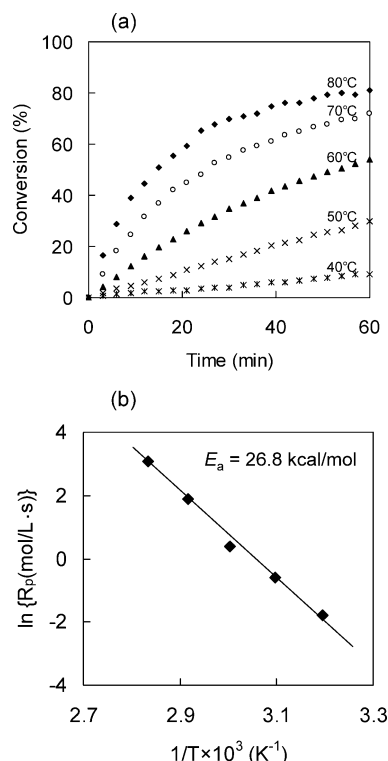 (a)
100
80
60
40
20
0
Conversion (%)
80℃
70℃
60℃
50℃
40℃
0 20 40 60
Time (min)
(b)
4
2
0
-2
-4
ln {Rₚ(mol/L·s)}
Eₐ = 26.8 kcal/mol
2.7 2.9 3.1 3.3
1/T×10³ (K⁻¹)